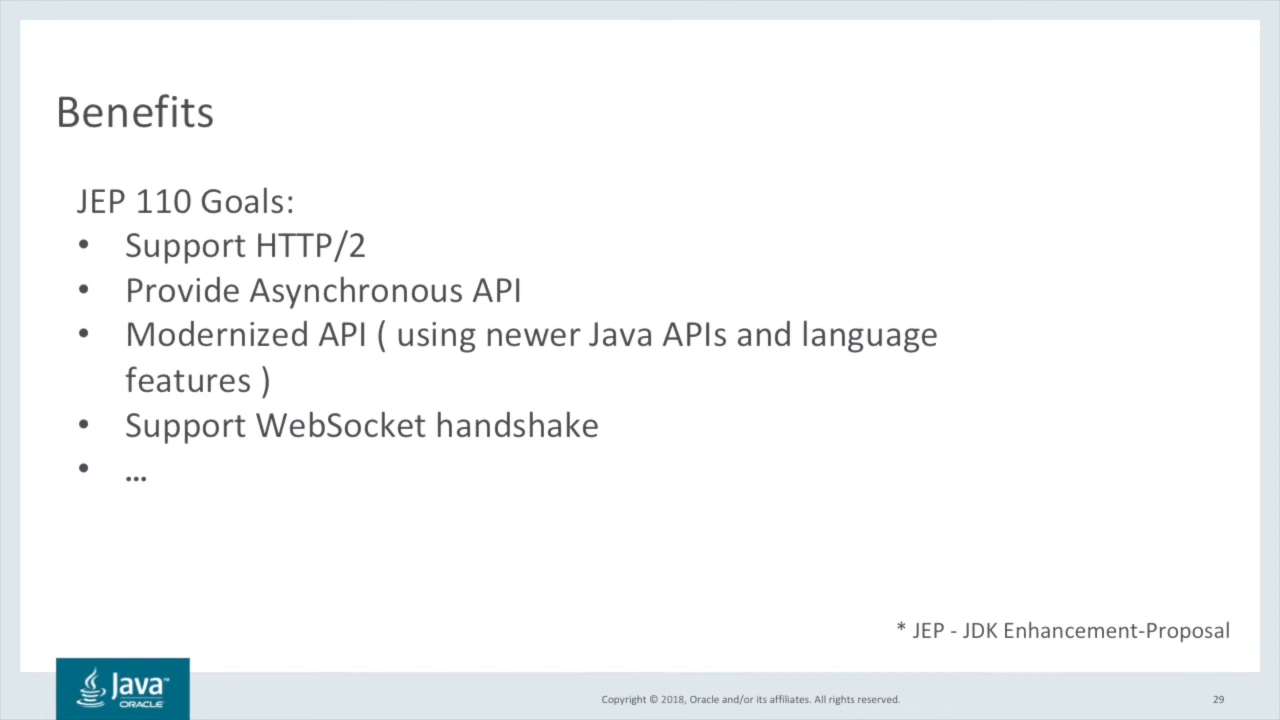 Benefits
JEP 110 Goals:
• Support HTTP/2
• Provide Asynchronous API
• Modernized API ( using newer Java APIs and language
features )
• Support WebSocket handshake
• ...
* JEP - JDK Enhancement-Proposal
Java™
ORACLE
Copyright © 2018, Oracle and/or its affiliates. All rights reserved.
29